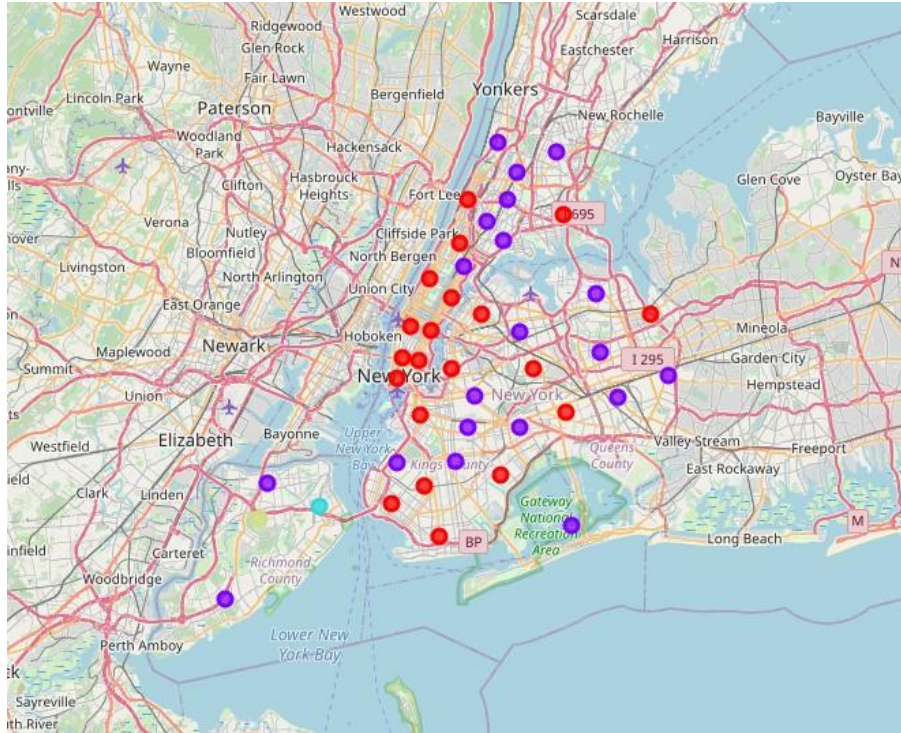 Westwood
Scarsdale
Ridgewood
Glen Rock
Eastchester
Harrison
Wayne
Fair Lawn
Bergenfield
Yonkers
Lincoln Park
Paterson
New Rochelle
Bayville
Woodland
Park
Hackensack
Clifton
Hasbrouck
Heights
Fort Lee
Glen Cove
Oyster Bay
Verona
Nutley
Cliffside Park
695
Bloomfield
North Bergen
Livingston
North Arlington
Union City
East Orange
Hoboken
Mineola
Maplewood
Newark
I 295
Garden City
Summit
New York
Hempstead
Union
New York
Elizabeth
Bayonne
Upper
New York
Bay
Valley Stream
Freeport
Westfield
Kings County
Queens
County
East Rockaway
Clark
Linden
Gateway
National
Recreation
Area
M
BP
Long Beach
Carteret
Richmond
County
Woodbridge
Perth Amboy
Lower New
York Bay
Sayreville